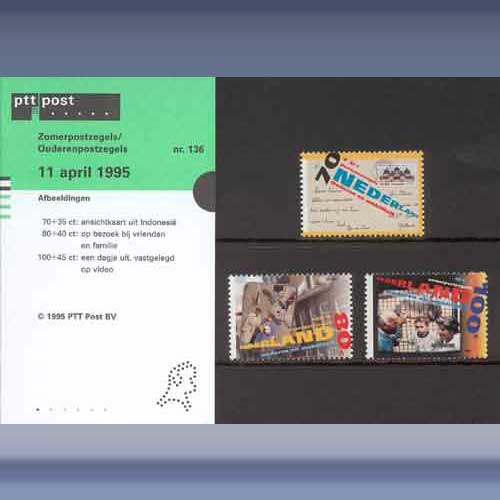 ptt post
Zomerpostzegels/
Ouderenpostzegels nr. 136
11 april 1995
Afbeeldingen
70+35 ct: ansichtkaart uit Indonesië
80+40 ct: op bezoek bij vrienden
en familie
100+45 ct: een dagje uit, vastgelegd
op video
© 1995 PTT Post BV
70
NEDERLAND
NEDERLAND
80
NEDERLAND
100